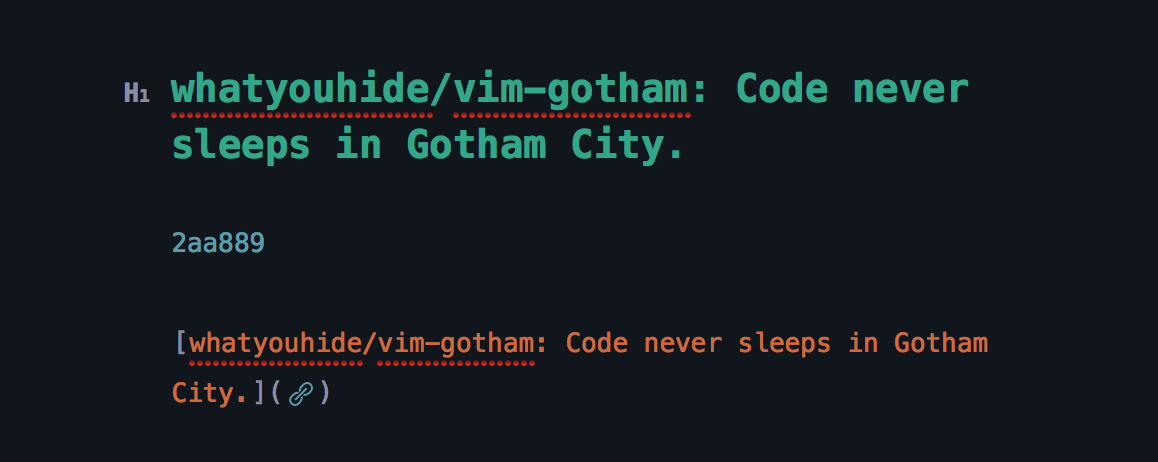 H1 whatyouhide/vim-gotham: Code never
sleeps in Gotham City.
2aa889
[whatyouhide/vim-gotham: Code never sleeps in Gotham
City.]()